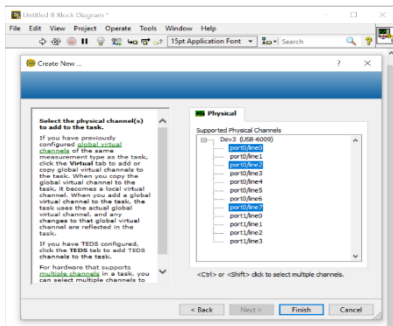 Untitled 8 Block Diagram *
File Edit View Project Operate Tools Window Help
15pt Application Font Search
Create New ...
Select the physical channel(s)
to add to the task.
If you have previously
configured global virtual
channels of the same
measurement type as the task,
click the Virtual tab to add or
copy global virtual channels to
the task. When you copy the
global virtual channel to the
task, it becomes a local virtual
channel. When you add a global
virtual channel to the task, the
task uses the actual global
virtual channel, and any
changes to that global virtual
channel are reflected in the
task.
If you have TEDS configured,
click the TEDS tab to add TEDS
channels to the task.
For hardware that supports
multiple channels in a task, you
can select multiple channels to
Physical
Supported Physical Channels
Dev3 (USB-6009)
port0/line0
port0/line1
port0/line2
port0/line3
port0/line4
port0/line5
port0/line6
port0/line7
port1/line0
port1/line1
port1/line2
port1/line3
<Ctrl> or <Shift> click to select multiple channels.
< Back Next > Finish Cancel